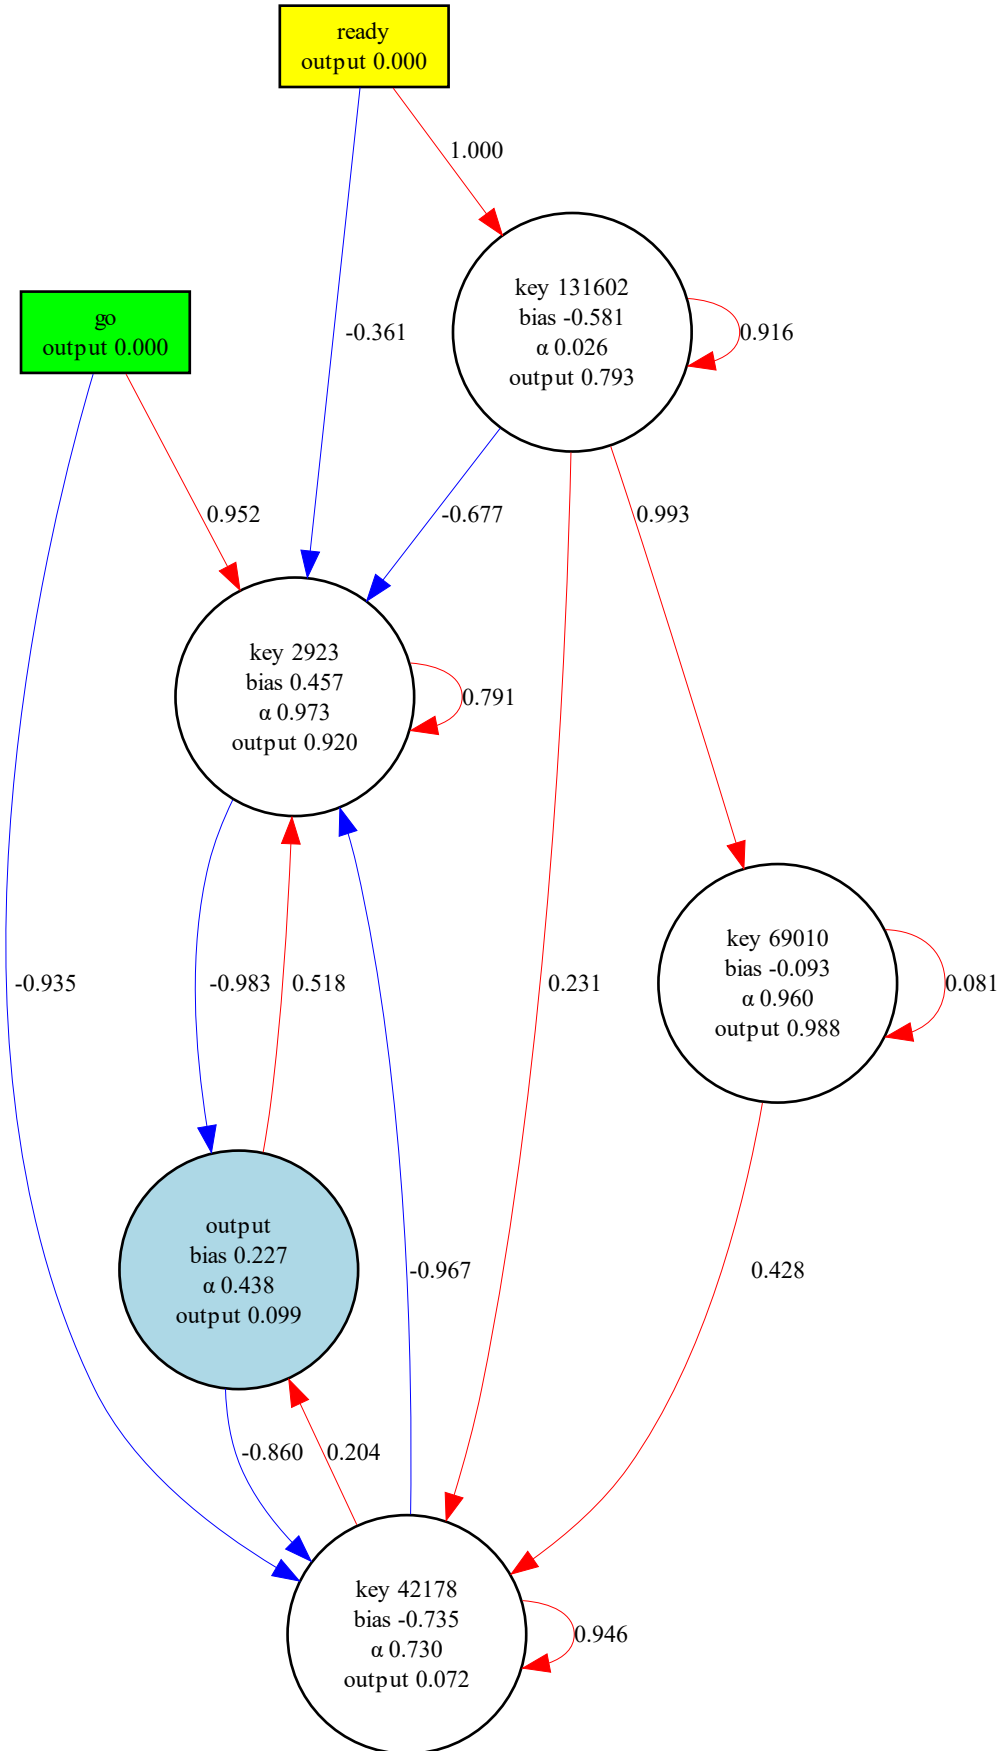 ready
output 0.000
1.000
key 131602
bias -0.581
α 0.026
output 0.793
0.916
go
output 0.000
-0.361
0.952
-0.677
0.993
key 2923
bias 0.457
α 0.973
output 0.920
0.791
key 69010
bias -0.093
α 0.960
output 0.988
0.081
-0.935
-0.983
0.518
0.231
output
bias 0.227
α 0.438
output 0.099
-0.967
0.428
-0.860
0.204
key 42178
bias -0.735
α 0.730
output 0.072
0.946